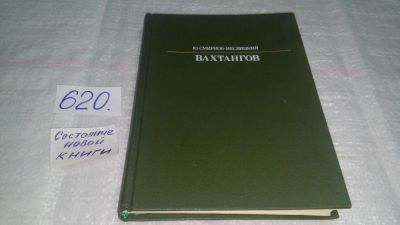 Ю. СМИРНОВ-НЕСВИЦКИЙ
ВАХТАНГОВ
620.
Состояние
новой
книги